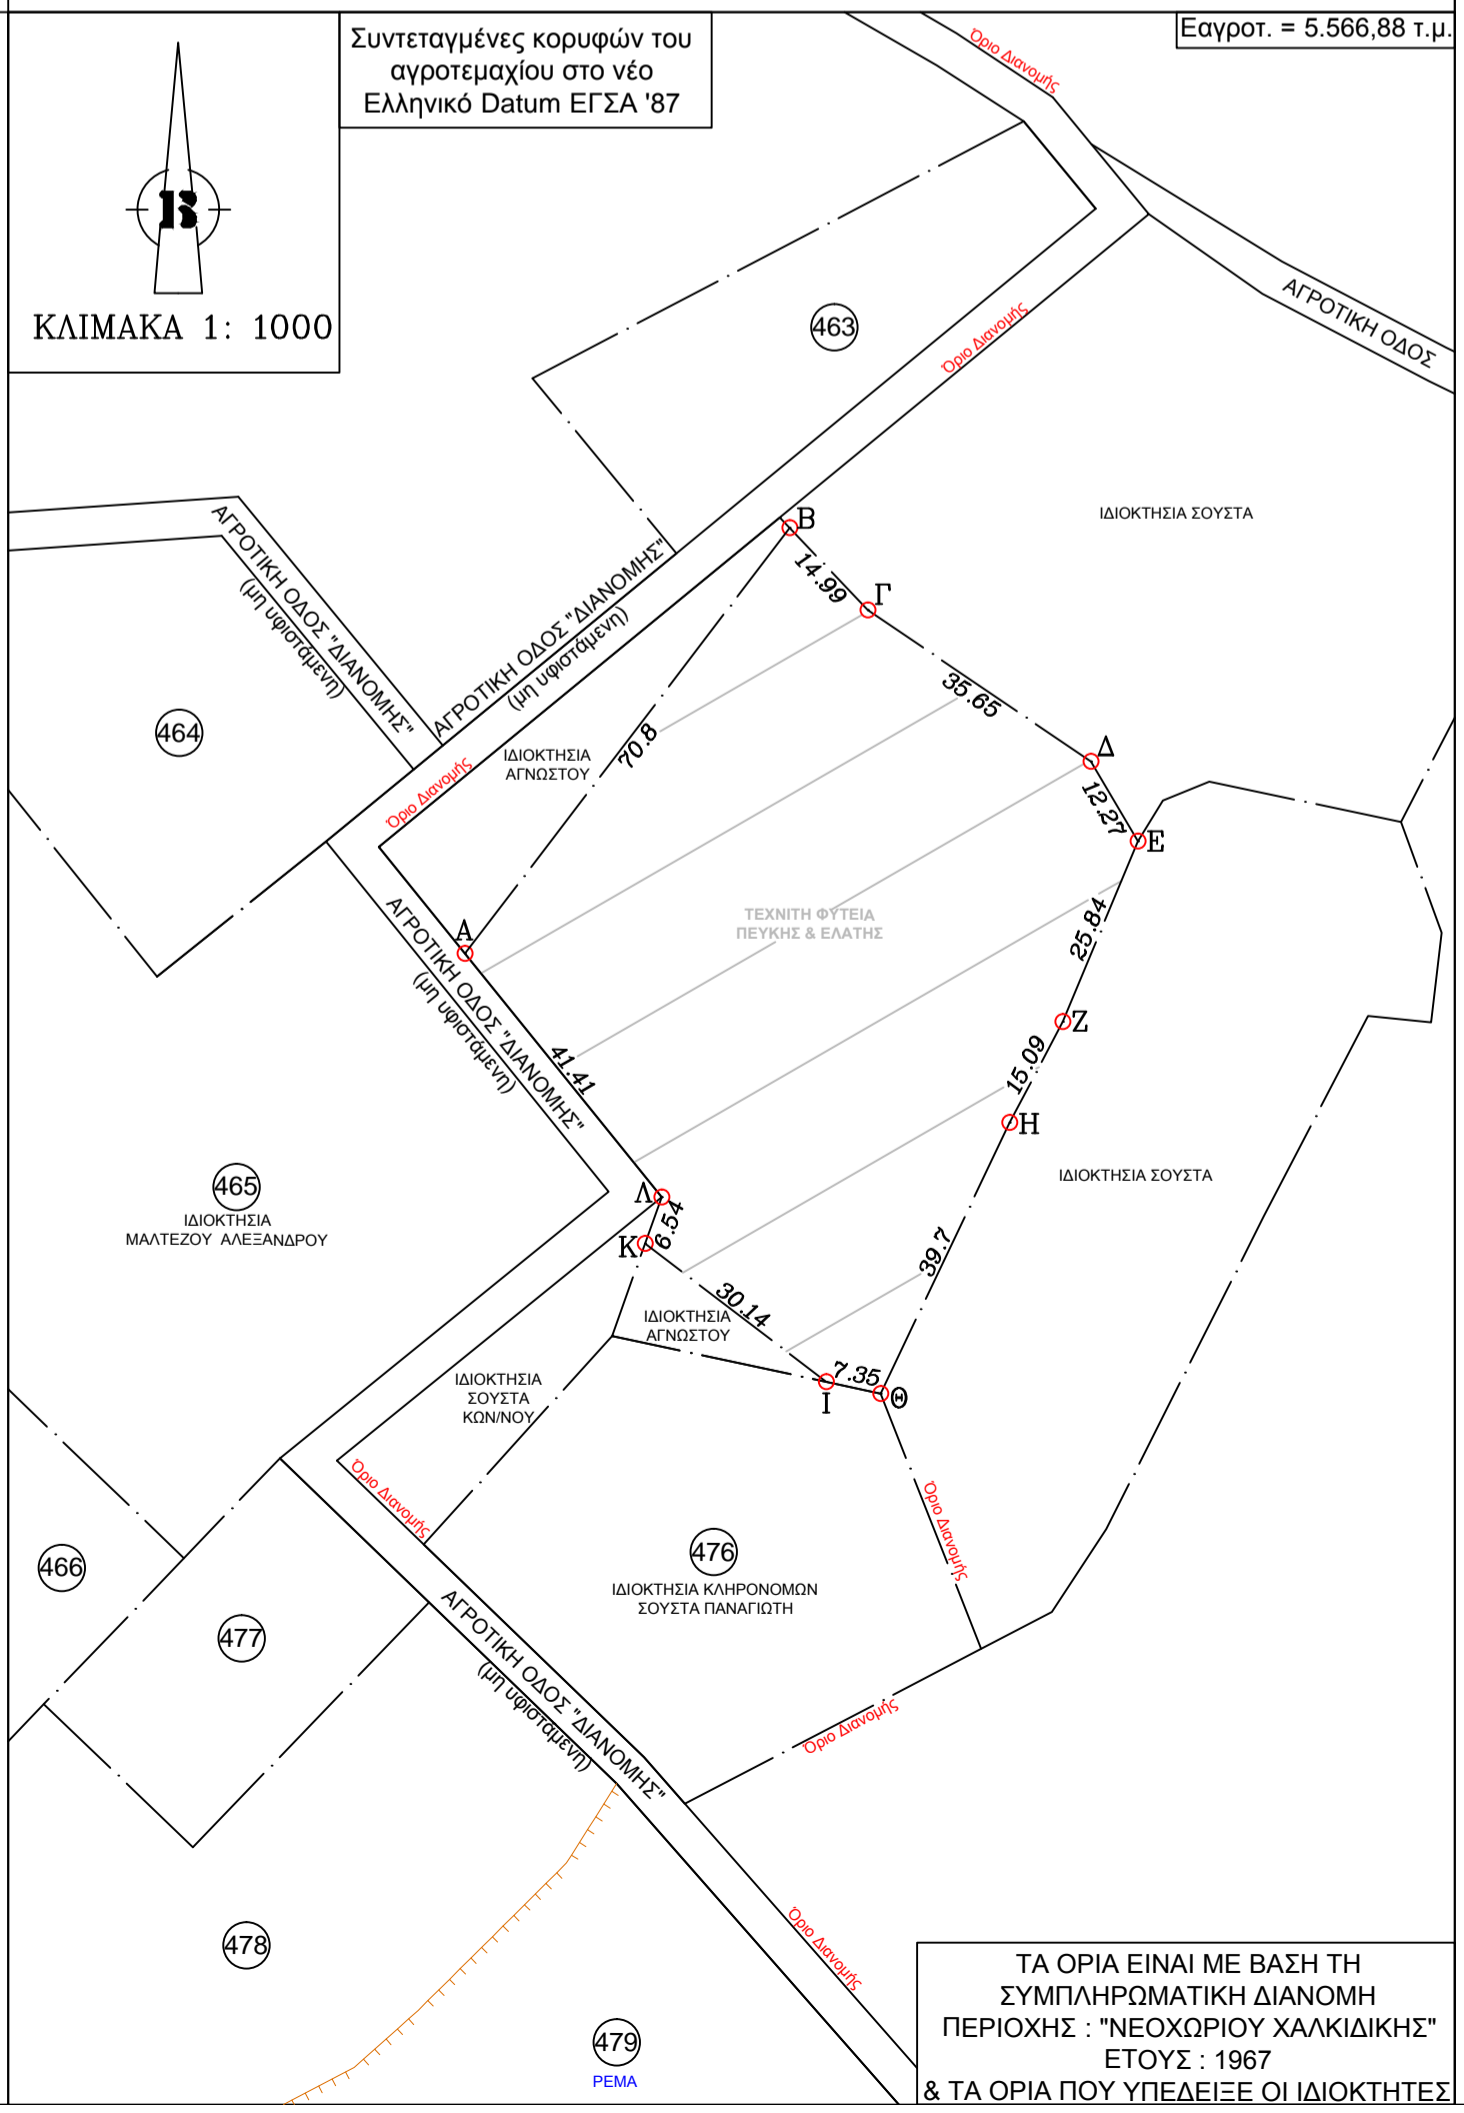 Συντεταγμένες κορυφών του
αγροτεμαχίου στο νέο
Ελληνικό Datum ΕΓΣΑ '87
Εαγροτ. = 5.566,88 τ.μ.
Β
ΚΛΙΜΑΚΑ 1: 1000
Όριο Διανομής
ΑΓΡΟΤΙΚΗ ΟΔΟΣ
463
Όριο Διανομής
ΙΔΙΟΚΤΗΣΙΑ ΣΟΥΣΤΑ
ΑΓΡΟΤΙΚΗ ΟΔΟΣ "ΔΙΑΝΟΜΗΣ"
(μη υφιστάμενη)
ΑΓΡΟΤΙΚΗ ΟΔΟΣ "ΔΙΑΝΟΜΗΣ"
(μη υφιστάμενη)
Β
14.99
Γ
35.65
Δ
12.27
Ε
464
ΙΔΙΟΚΤΗΣΙΑ
ΑΓΝΩΣΤΟΥ
70.8
Όριο Διανομής
ΤΕΧΝΙΤΗ ΦΥΤΕΙΑ
ΠΕΥΚΗΣ & ΕΛΑΤΗΣ
25.84
Α
ΑΓΡΟΤΙΚΗ ΟΔΟΣ "ΔΙΑΝΟΜΗΣ"
(μη υφιστάμενη)
41.41
Ζ
15.09
Η
ΙΔΙΟΚΤΗΣΙΑ ΣΟΥΣΤΑ
465
ΙΔΙΟΚΤΗΣΙΑ
ΜΑΛΤΕΖΟΥ ΑΛΕΞΑΝΔΡΟΥ
Λ
6.54
Κ
39.7
30.14
ΙΔΙΟΚΤΗΣΙΑ
ΑΓΝΩΣΤΟΥ
7.35
Ι
Θ
ΙΔΙΟΚΤΗΣΙΑ
ΣΟΥΣΤΑ
ΚΩΝ/ΝΟΥ
Όριο Διανομής
Όριο Διανομής
466
476
ΙΔΙΟΚΤΗΣΙΑ ΚΛΗΡΟΝΟΜΩΝ
ΣΟΥΣΤΑ ΠΑΝΑΓΙΩΤΗ
477
ΑΓΡΟΤΙΚΗ ΟΔΟΣ "ΔΙΑΝΟΜΗΣ"
(μη υφιστάμενη)
Όριο Διανομής
478
Όριο Διανομής
479
ΡΕΜΑ
ΤΑ ΟΡΙΑ ΕΙΝΑΙ ΜΕ ΒΑΣΗ ΤΗ
ΣΥΜΠΛΗΡΩΜΑΤΙΚΗ ΔΙΑΝΟΜΗ
ΠΕΡΙΟΧΗΣ : "ΝΕΟΧΩΡΙΟΥ ΧΑΛΚΙΔΙΚΗΣ"
ΕΤΟΥΣ : 1967
& ΤΑ ΟΡΙΑ ΠΟΥ ΥΠΕΔΕΙΞΕ ΟΙ ΙΔΙΟΚΤΗΤΕΣ